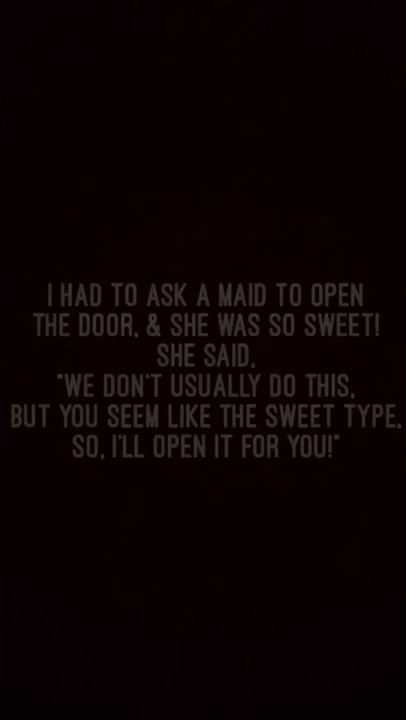 I HAD TO ASK A MAID TO OPEN
THE DOOR, & SHE WAS SO SWEET!
SHE SAID,
"WE DON'T USUALLY DO THIS,
BUT YOU SEEM LIKE THE SWEET TYPE,
SO, I'LL OPEN IT FOR YOU!"